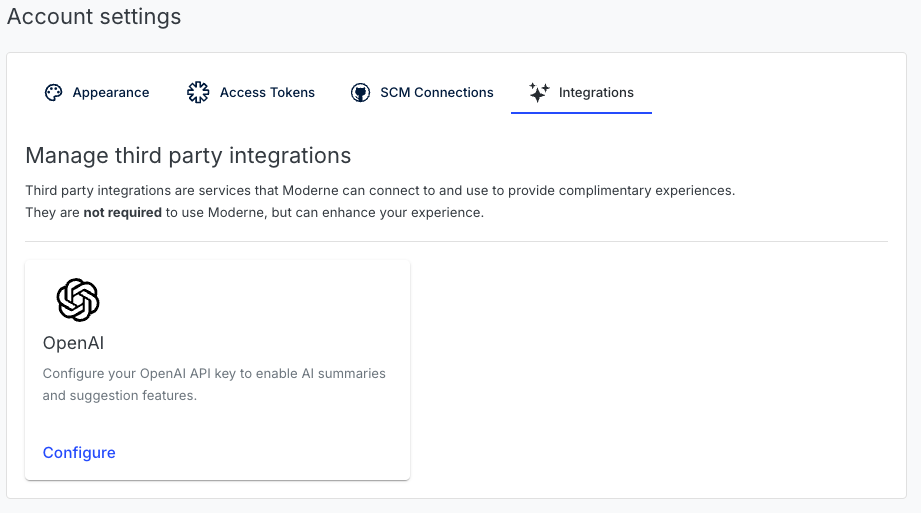 Account settings
Appearance
Access Tokens
SCM Connections
Integrations
Manage third party integrations
Third party integrations are services that Moderne can connect to and use to provide complimentary experiences.
They are not required to use Moderne, but can enhance your experience.
OpenAI
Configure your OpenAI API key to enable AI summaries
and suggestion features.
Configure